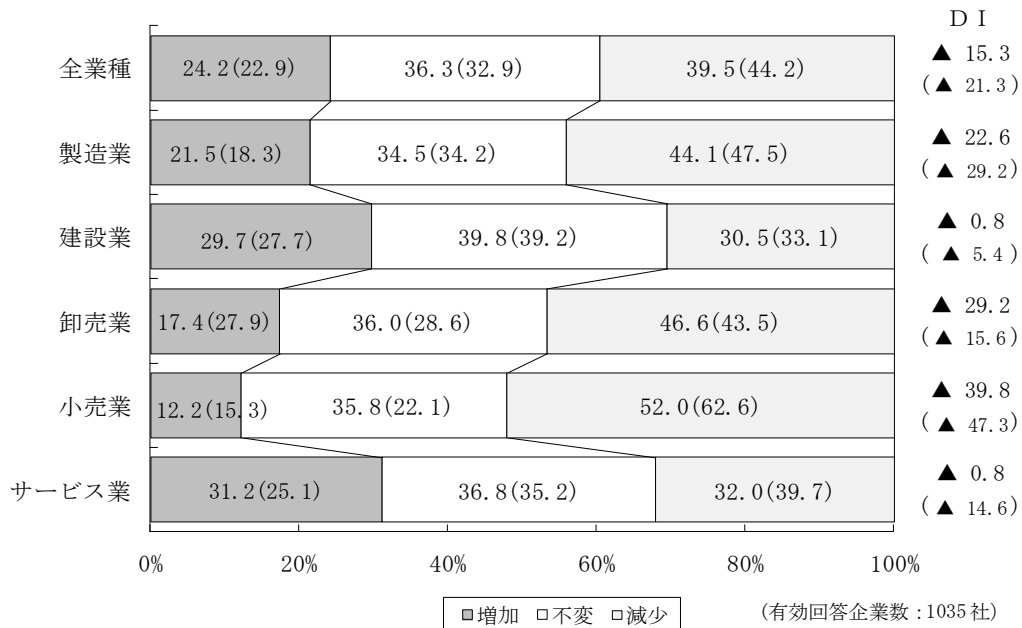 ＤＩ
全業種 24.2(22.9) 36.3(32.9) 39.5(44.2) ▲ 15.3
( ▲ 21.3)
製造業 21.5(18.3) 34.5(34.2) 44.1(47.5) ▲ 22.6
( ▲ 29.2)
建設業 29.7(27.7) 39.8(39.2) 30.5(33.1) ▲ 0.8
( ▲ 5.4)
卸売業 17.4(27.9) 36.0(28.6) 46.6(43.5) ▲ 29.2
( ▲ 15.6)
小売業 12.2(15.3) 35.8(22.1) 52.0(62.6) ▲ 39.8
( ▲ 47.3)
サービス業 31.2(25.1) 36.8(35.2) 32.0(39.7) ▲ 0.8
( ▲ 14.6)
0% 20% 40% 60% 80% 100%
増加 不変 減少 (有効回答企業数:1035社)